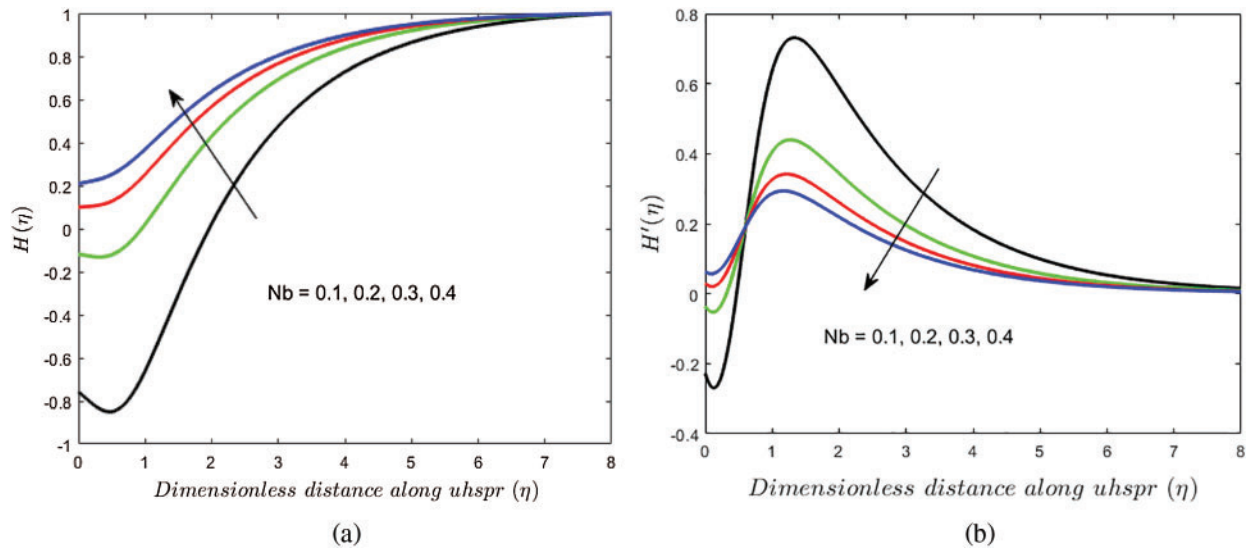 1
0.8
0.6
0.4
0.2
0
-0.2
-0.4
-0.6
-0.8
-1
H(η)
Nb = 0.1, 0.2, 0.3, 0.4
0 1 2 3 4 5 6 7 8
Dimensionless distance along uhspr (η)
(a)
0.8
0.6
0.4
0.2
0
-0.2
-0.4
H′(η)
Nb = 0.1, 0.2, 0.3, 0.4
0 1 2 3 4 5 6 7 8
Dimensionless distance along uhspr (η)
(b)